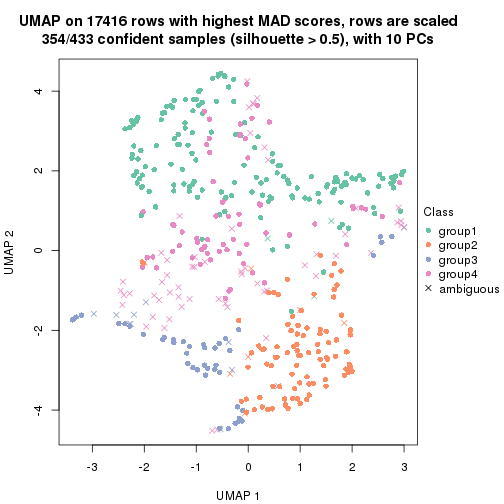 UMAP on 17416 rows with highest MAD scores, rows are scaled
354/433 confident samples (silhouette > 0.5), with 10 PCs
4
2
0
-2
-4
UMAP 2
-3
-2
-1
0
1
2
3
UMAP 1
Class
group1
group2
group3
group4
ambiguous